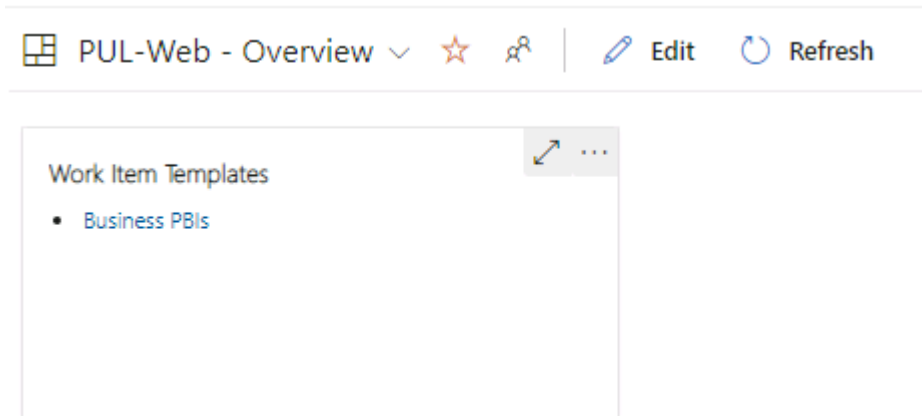 PUL-Web - Overview Edit Refresh
Work Item Templates
• Business PBIs